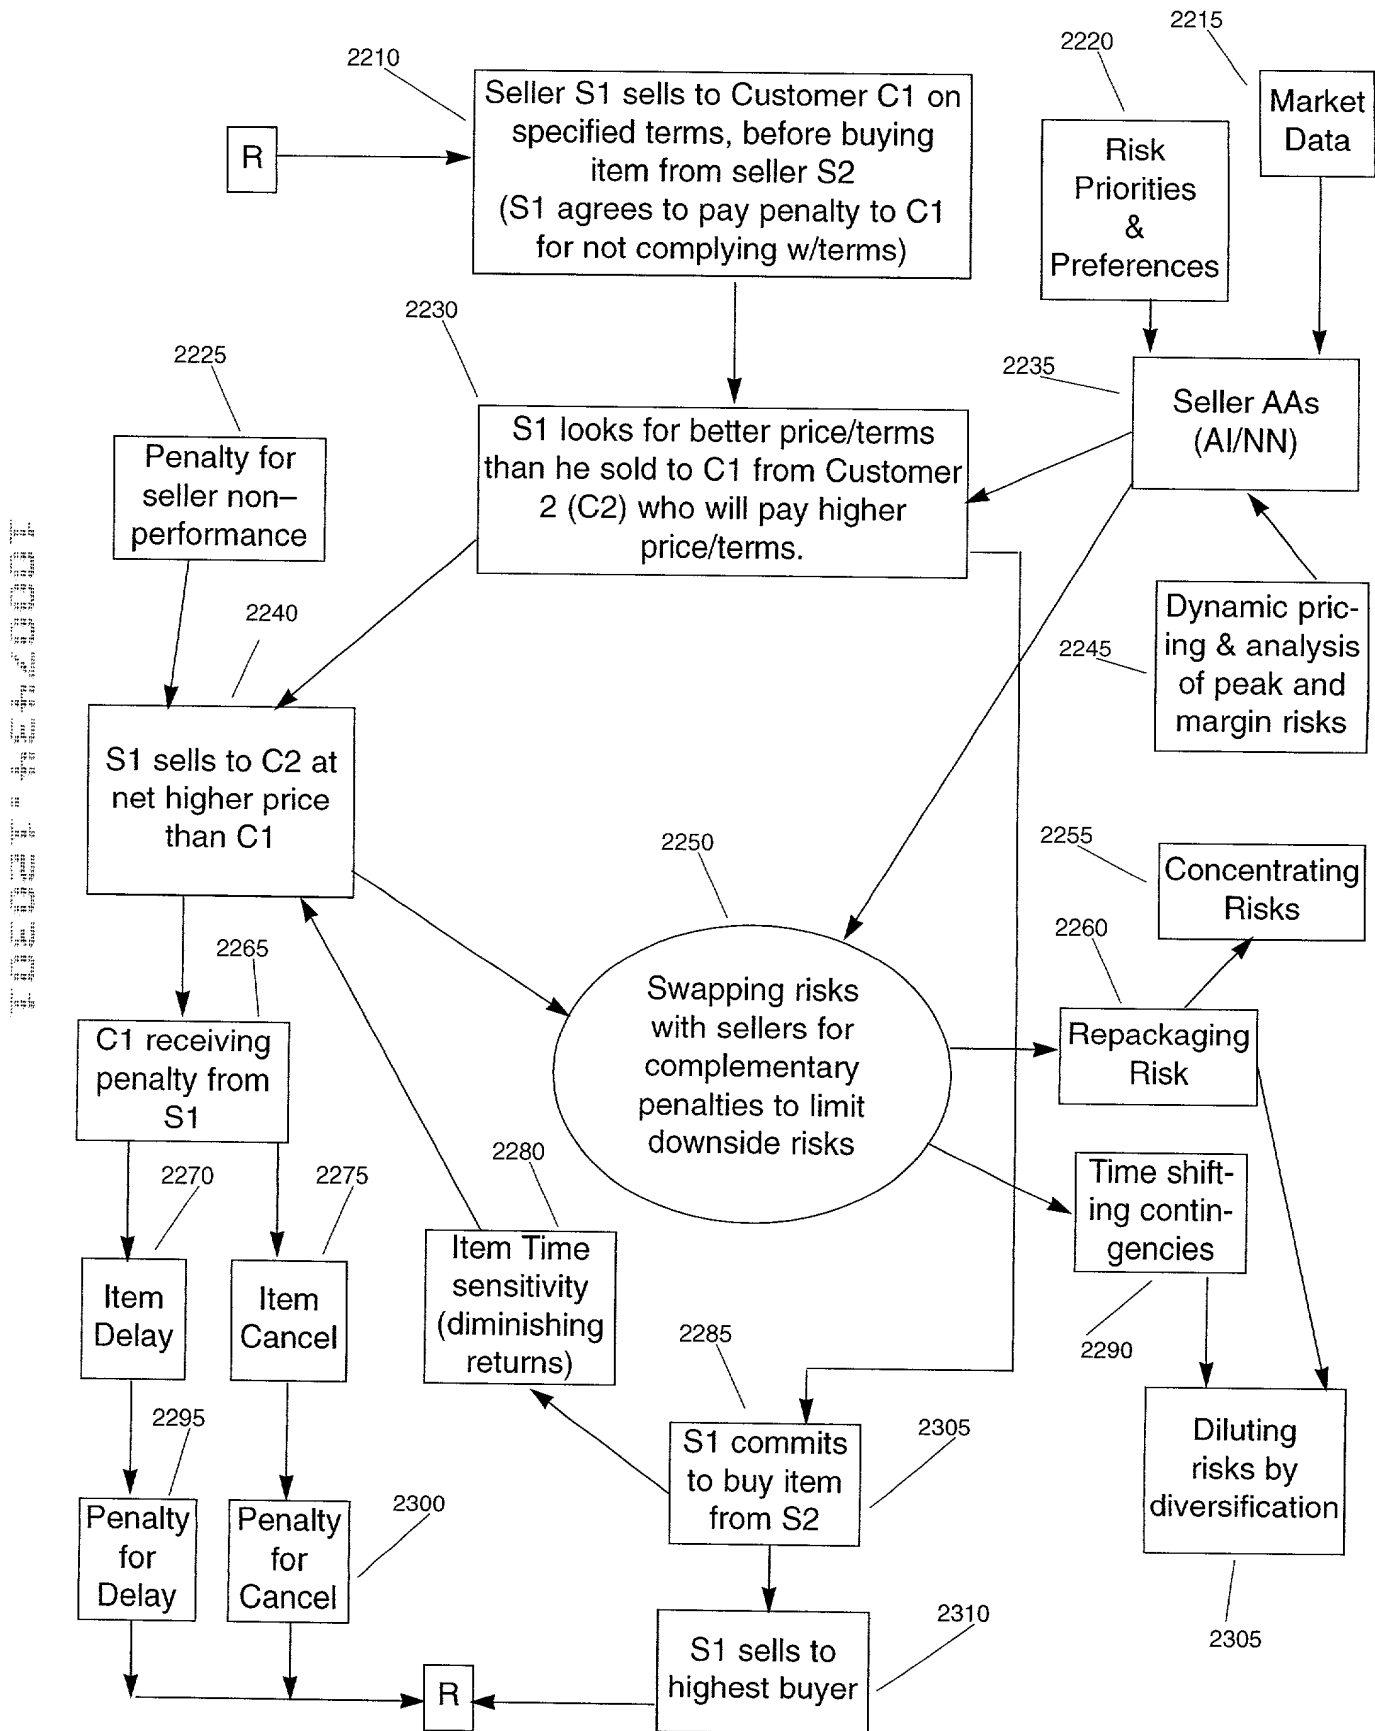 2215
2220
2210
Market
Data
Seller S1 sells to Customer C1 on
specified terms, before buying
item from seller S2
(S1 agrees to pay penalty to C1
for not complying w/terms)
R
Risk
Priorities
&
Preferences
2230
2225
2235
Seller AAs
(AI/NN)
S1 looks for better price/terms
than he sold to C1 from Customer
2 (C2) who will pay higher
price/terms.
Penalty for
seller non–
performance
2240
2245
Dynamic pric-
ing & analysis
of peak and
margin risks
S1 sells to C2 at
net higher price
than C1
2250
2255
Concentrating
Risks
2260
2265
Swapping risks
with sellers for
complementary
penalties to limit
downside risks
Repackaging
Risk
C1 receiving
penalty from
S1
2270
2275
2280
Time shift-
ing contin-
gencies
Item Time
sensitivity
(diminishing
returns)
Item
Delay
Item
Cancel
2285
2290
2295
2300
S1 commits
to buy item
from S2
2305
Diluting
risks by
diversification
Penalty
for
Delay
Penalty
for
Cancel
2310
2305
S1 sells to
highest buyer
R
10007434.120301